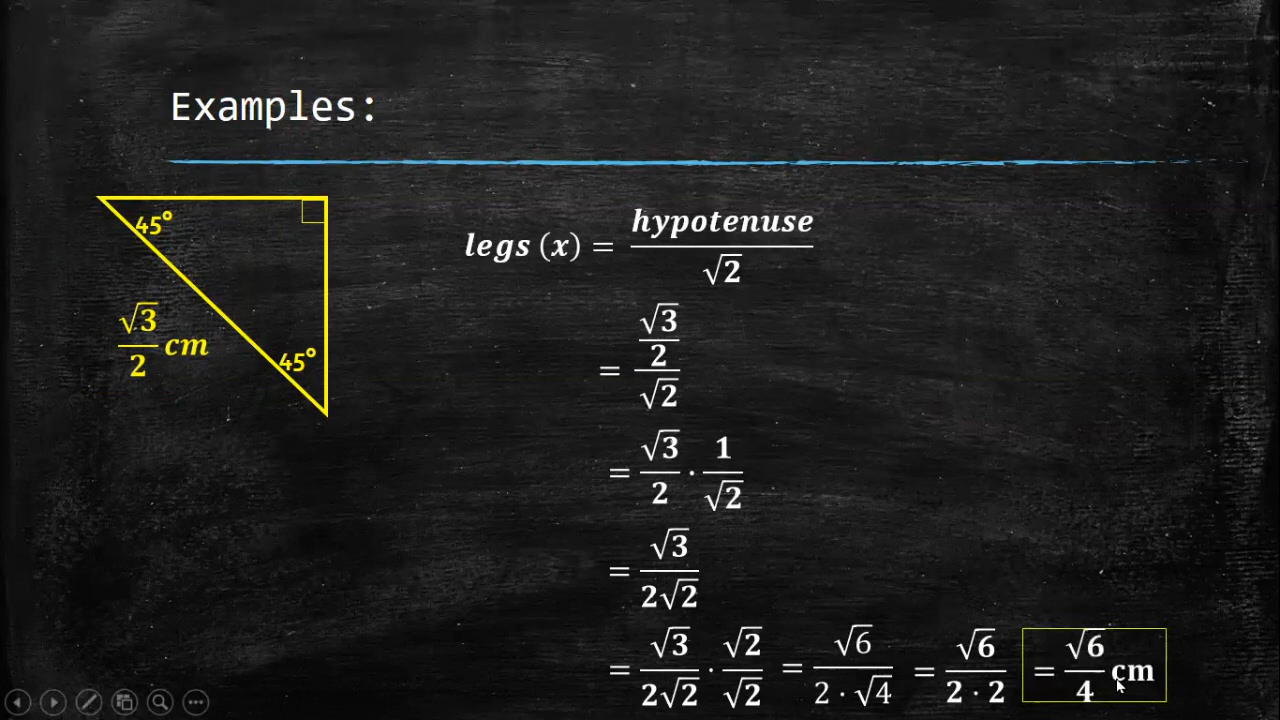 Examples:
45°
√3/2 cm
45°
legs (x) = hypotenuse/√2
= (√3/2)/√2
= √3/2 · 1/√2
= √3/(2√2)
= √3/(2√2) · √2/√2 = √6/(2 · √4) = √6/(2 · 2) = √6/4 cm